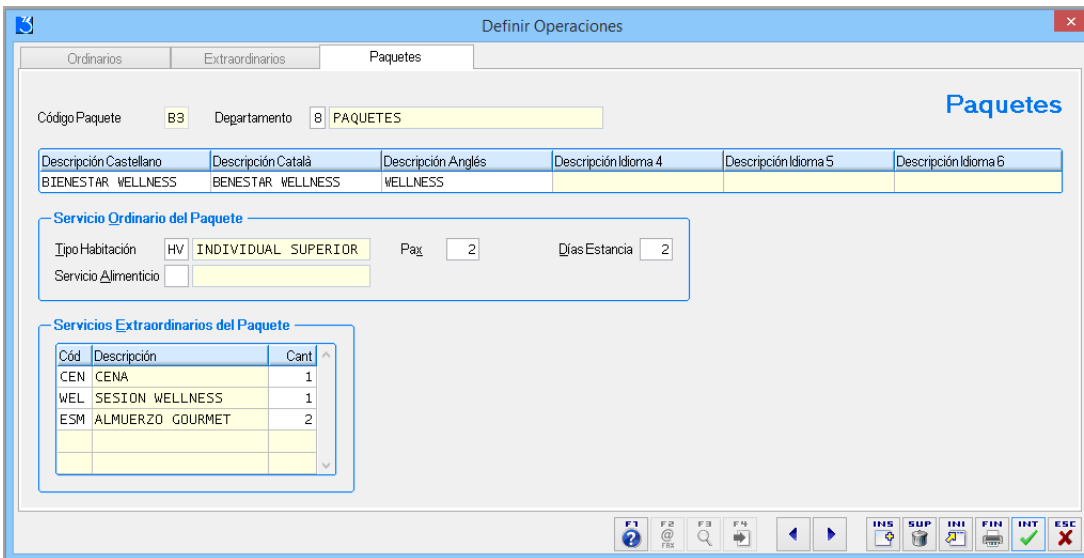 3
Definir Operaciones
Ordinarios Extraordinarios Paquetes
Paquetes
Código Paquete B3 Departamento 8 PAQUETES
Descripción Castellano Descripción Català Descripción Anglés Descripción Idioma 4 Descripción Idioma 5 Descripción Idioma 6
BIENESTAR WELLNESS BENESTAR WELLNESS WELLNESS
Servicio Ordinario del Paquete
Tipo Habitación HV INDIVIDUAL SUPERIOR Pax 2 Días Estancia 2
Servicio Alimenticio
Servicios Extraordinarios del Paquete
Cód Descripción Cant
CEN CENA 1
WEL SESION WELLNESS 1
ESM ALMUERZO GOURMET 2
F1 F2 F3 F4 INS SUP INI FIN INT ESC
? @ FAX